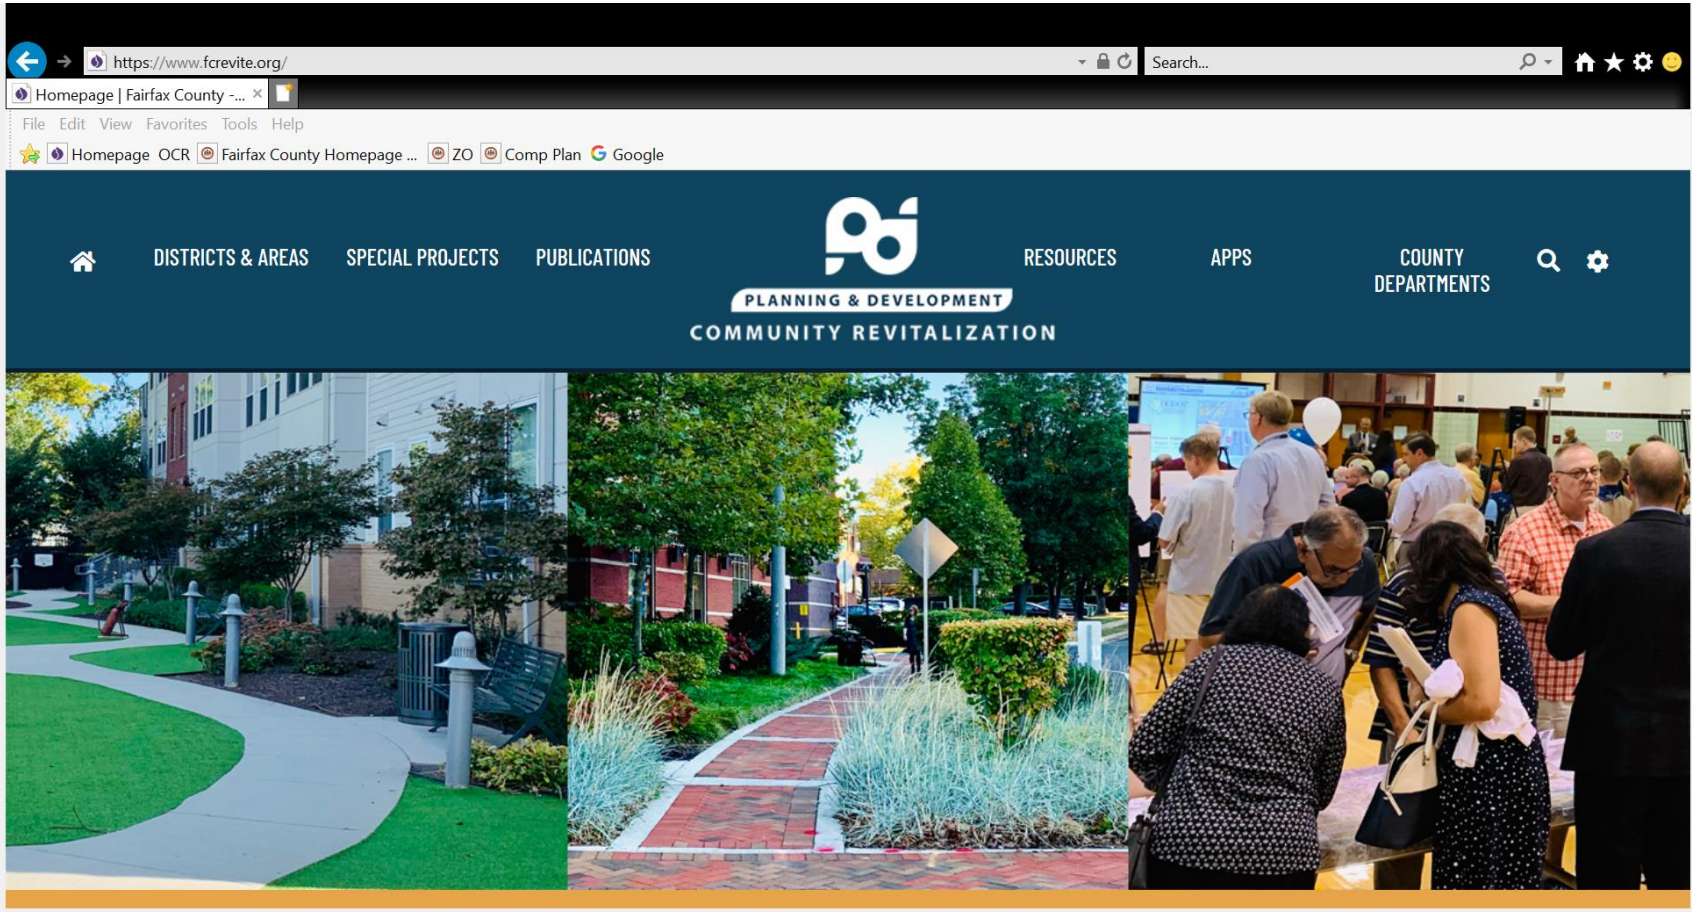 https://www.fcrevite.org/
Search...
Homepage | Fairfax County -...
File Edit View Favorites Tools Help
Homepage OCR Fairfax County Homepage ... ZO Comp Plan Google
DISTRICTS & AREAS SPECIAL PROJECTS PUBLICATIONS
PLANNING & DEVELOPMENT
COMMUNITY REVITALIZATION
RESOURCES APPS COUNTY
DEPARTMENTS